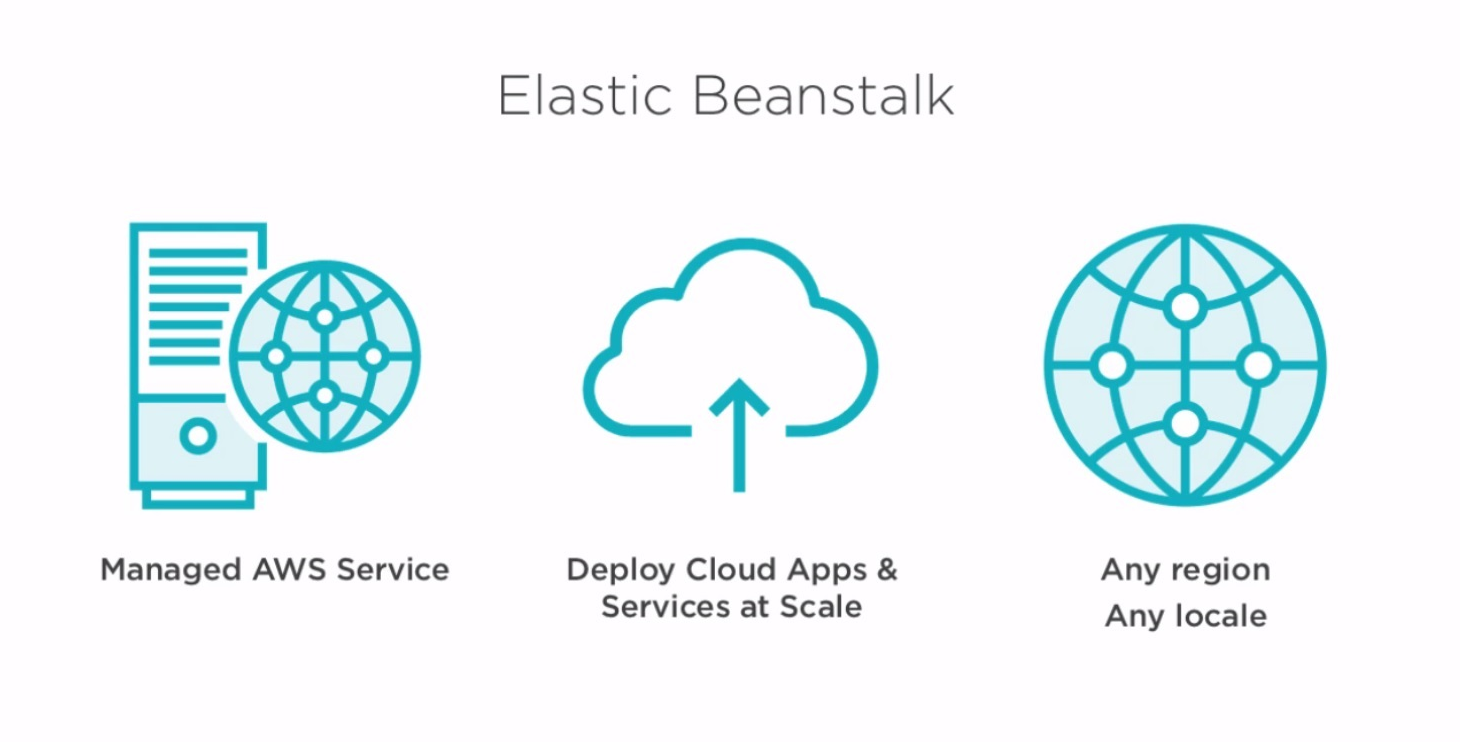 Elastic Beanstalk
Managed AWS Service
Deploy Cloud Apps &
Services at Scale
Any region
Any locale